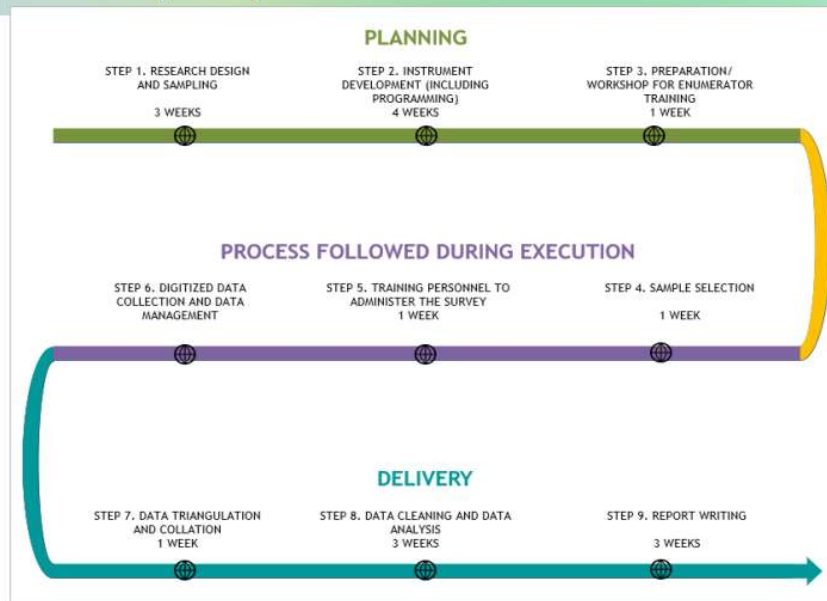 PLANNING
STEP 1. RESEARCH DESIGN
AND SAMPLING
3 WEEKS
STEP 2. INSTRUMENT
DEVELOPMENT (INCLUDING
PROGRAMMING)
4 WEEKS
STEP 3. PREPARATION/
WORKSHOP FOR ENUMERATOR
TRAINING
1 WEEK
PROCESS FOLLOWED DURING EXECUTION
STEP 6. DIGITIZED DATA
COLLECTION AND DATA
MANAGEMENT
STEP 5. TRAINING PERSONNEL TO
ADMINISTER THE SURVEY
1 WEEK
STEP 4. SAMPLE SELECTION
1 WEEK
DELIVERY
STEP 7. DATA TRIANGULATION
AND COLLATION
1 WEEK
STEP 8. DATA CLEANING AND DATA
ANALYSIS
3 WEEKS
STEP 9. REPORT WRITING
3 WEEKS